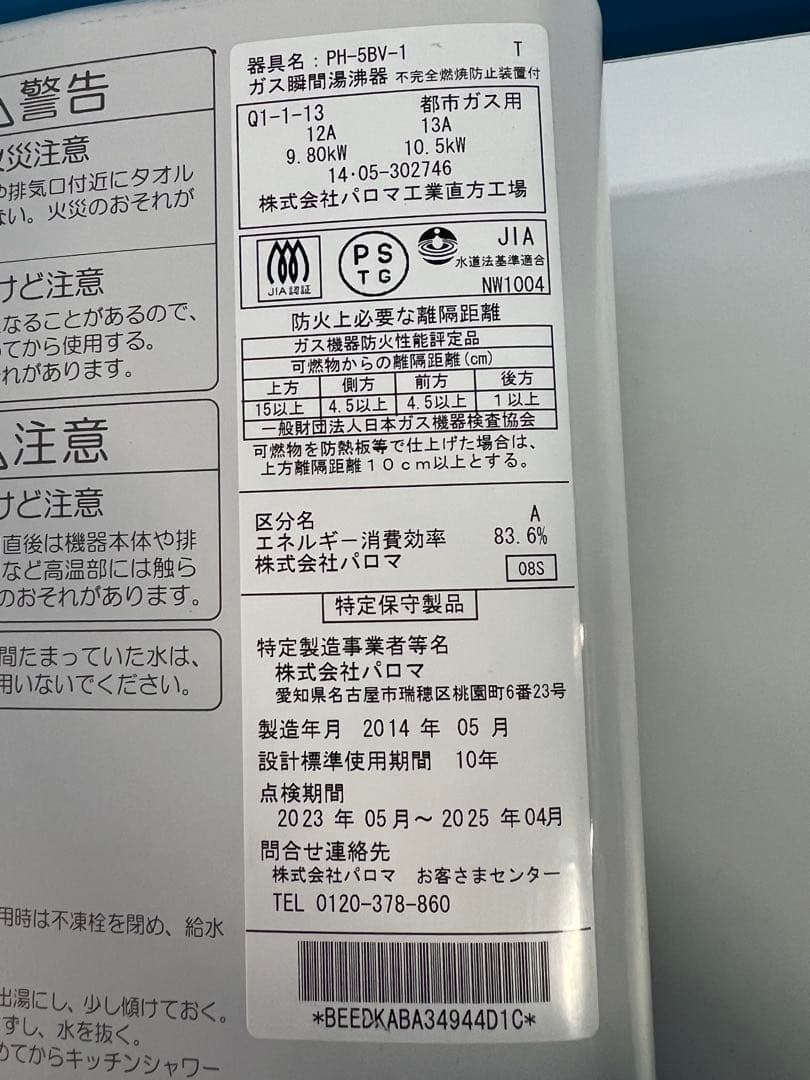 警告
火災注意
や排気口付近にタオル
ない。火災のおそれが
けど注意
なることがあるので、
てから使用する。
れがあります。
注意
けど注意
直後は機器本体や排
など高温部には触ら
のおそれがあります。
間たまっていた水は、
用いないでください。
用時は不凍栓を閉め、給水
出湯にし、少し傾けておく。
ずし、水を抜く。
めてからキッチンシャワー
器具名:PH-5BV-1 T
ガス瞬間湯沸器 不完全燃焼防止装置付
Q1-1-13 都市ガス用
12A 13A
9.80kW 10.5kW
14・05-302746
株式会社パロマ工業直方工場
JIA認証
PS
TG
JIA
水道法基準適合
NW1004
防火上必要な離隔距離
ガス機器防火性能評定品
可燃物からの離隔距離(cm)
上方 側方 前方 後方
15以上 4.5以上 4.5以上 1以上
一般財団法人日本ガス機器検査協会
可燃物を防熱板等で仕上げた場合は、
上方離隔距離10cm以上とする。
区分名 A
エネルギー消費効率 83.6%
株式会社パロマ 08S
特定保守製品
特定製造事業者等名
株式会社パロマ
愛知県名古屋市瑞穂区桃園町6番23号
製造年月 2014 年 05 月
設計標準使用期間 10年
点検期間
2023 年 05月~ 2025 年 04月
問合せ連絡先
株式会社パロマ お客さまセンター
TEL 0120-378-860
*BEEDKABA34944D1C*